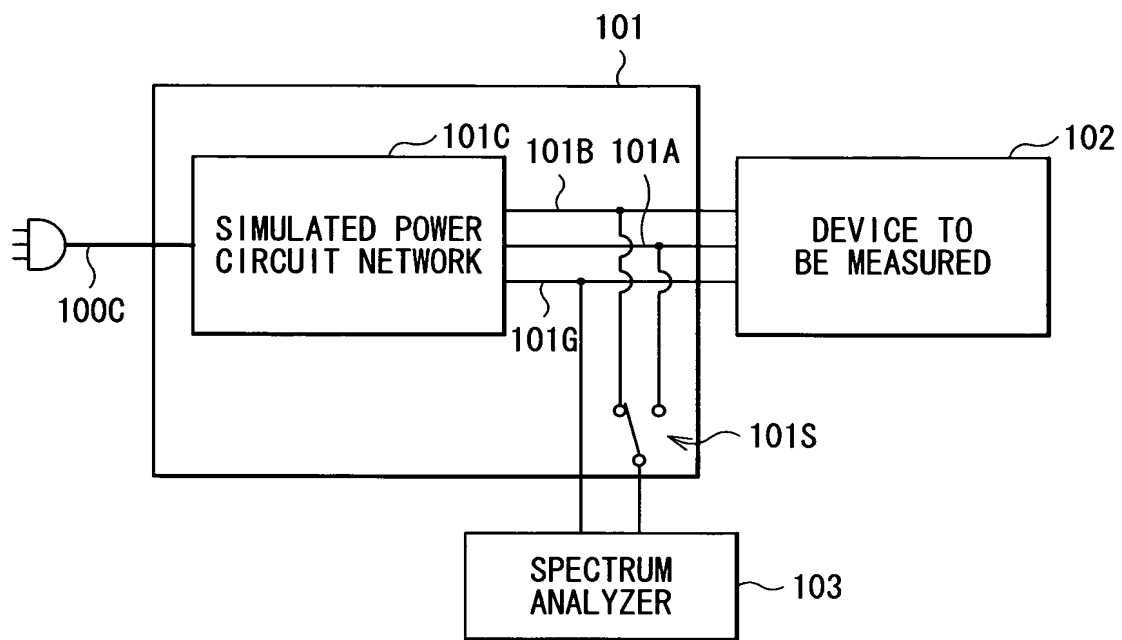 101
101C
101B
101A
102
SIMULATED POWER
CIRCUIT NETWORK
DEVICE TO
BE MEASURED
100C
101G
101S
SPECTRUM
ANALYZER
103